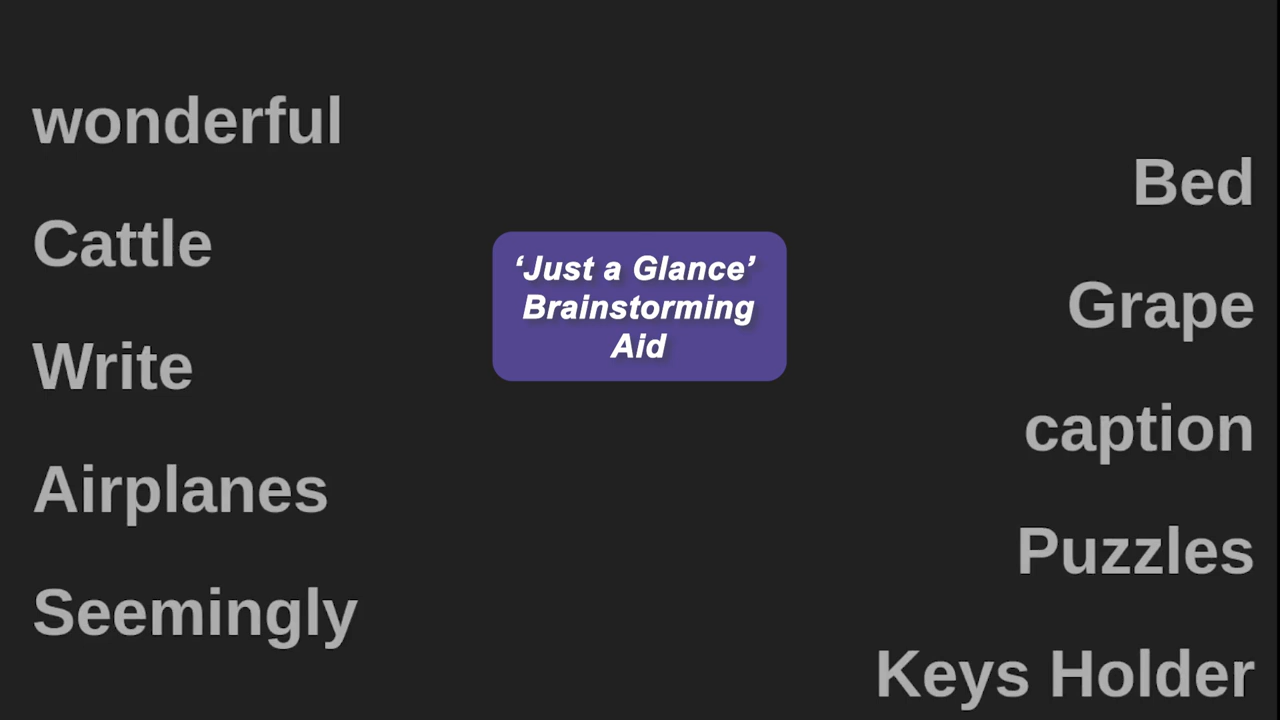 wonderful
Cattle
Write
Airplanes
Seemingly
‘Just a Glance’
Brainstorming
Aid
Bed
Grape
caption
Puzzles
Keys Holder